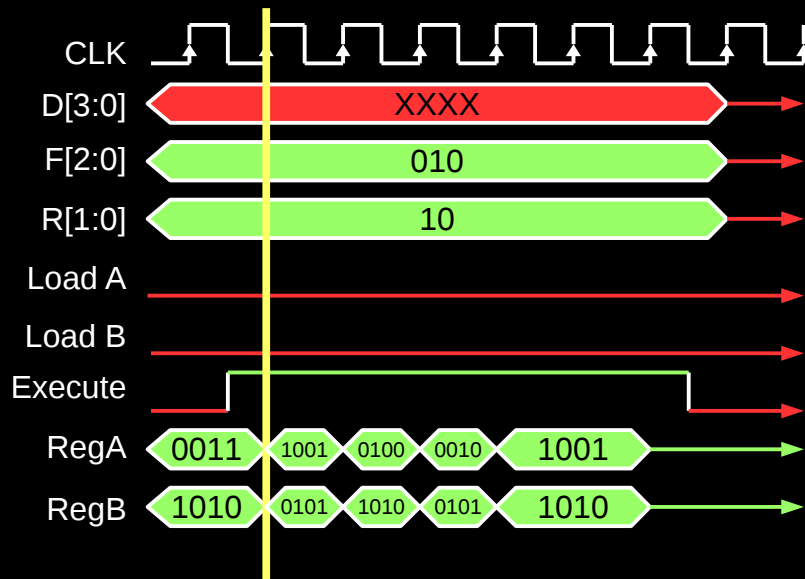 CLK
D[3:0] XXXX
F[2:0] 010
R[1:0] 10
Load A
Load B
Execute
RegA 0011 1001 0100 0010 1001
RegB 1010 0101 1010 0101 1010